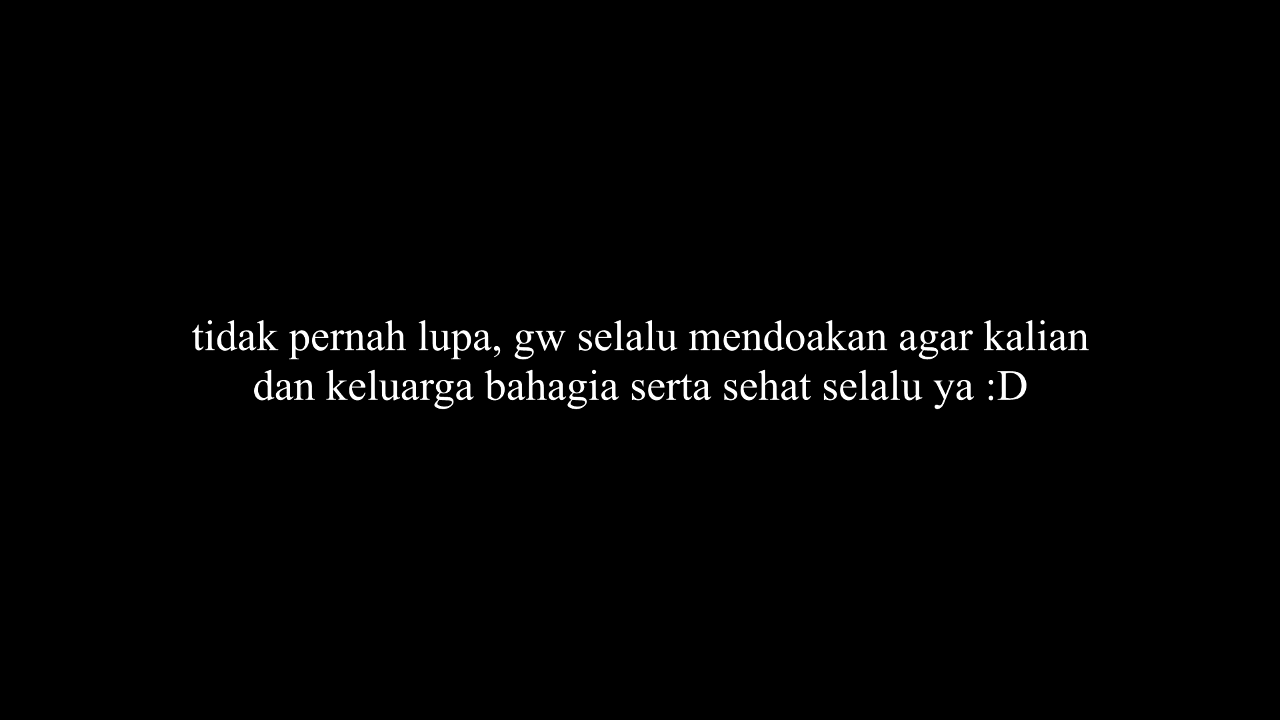 tidak pernah lupa, gw selalu mendoakan agar kalian
dan keluarga bahagia serta sehat selalu ya :D